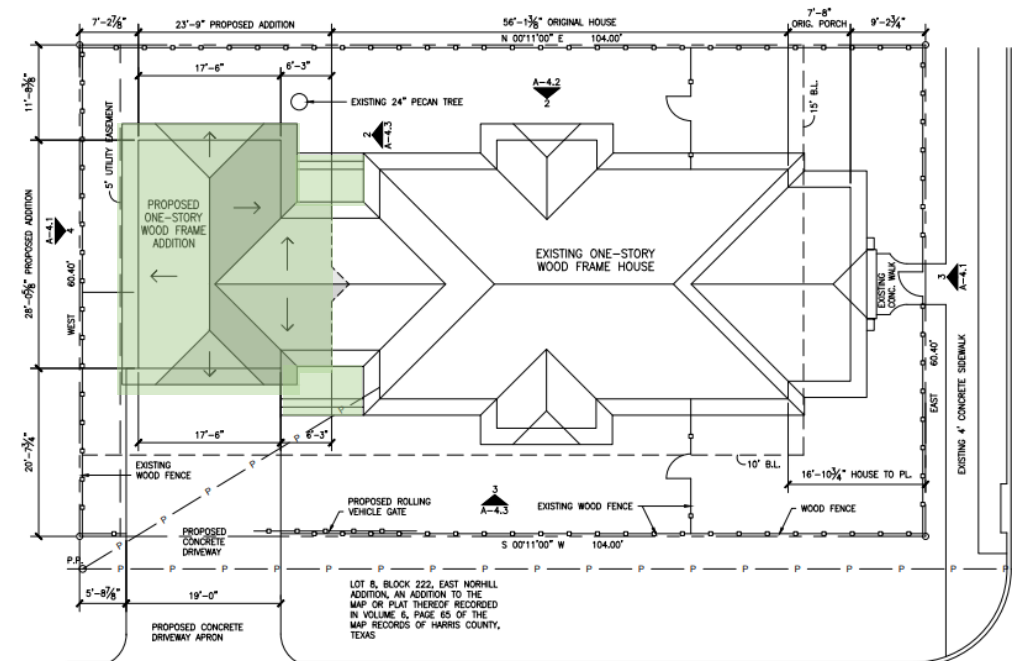 7'-2⅞"
23'-9" PROPOSED ADDITION
56'-1⅜" ORIGINAL HOUSE
7'-8"
ORIG. PORCH
9'-2¾"
N 00°11'00" E 104.00'
17'-6"
6'-3"
11'-8¾"
EXISTING 24" PECAN TREE
A-4.2
2
2
A-4.3
15' B.L.
5' UTILITY EASEMENT
PROPOSED
ONE-STORY
WOOD FRAME
ADDITION
A-4.1
4
28'-0⅝" PROPOSED ADDITION
60.40'
WEST
EXISTING ONE-STORY
WOOD FRAME HOUSE
EXISTING
CONC. WALK
3
A-4.1
60.40'
EAST
EXISTING 4' CONCRETE SIDEWALK
20'-7¾"
17'-6"
6'-3"
EXISTING
WOOD FENCE
10' B.L.
16'-10¾" HOUSE TO PL.
3
A-4.3
PROPOSED ROLLING
VEHICLE GATE
EXISTING WOOD FENCE
WOOD FENCE
PROPOSED
CONCRETE
DRIVEWAY
S 00°11'00" W 104.00'
P.P.
P P P P P P P P P P P P P P P P P
5'-8⅞"
19'-0"
LOT 8, BLOCK 222, EAST NORHILL
ADDITION, AN ADDITION TO THE
MAP OR PLAT THEREOF RECORDED
IN VOLUME 6, PAGE 65 OF THE
MAP RECORDS OF HARRIS COUNTY,
TEXAS
PROPOSED CONCRETE
DRIVEWAY APRON